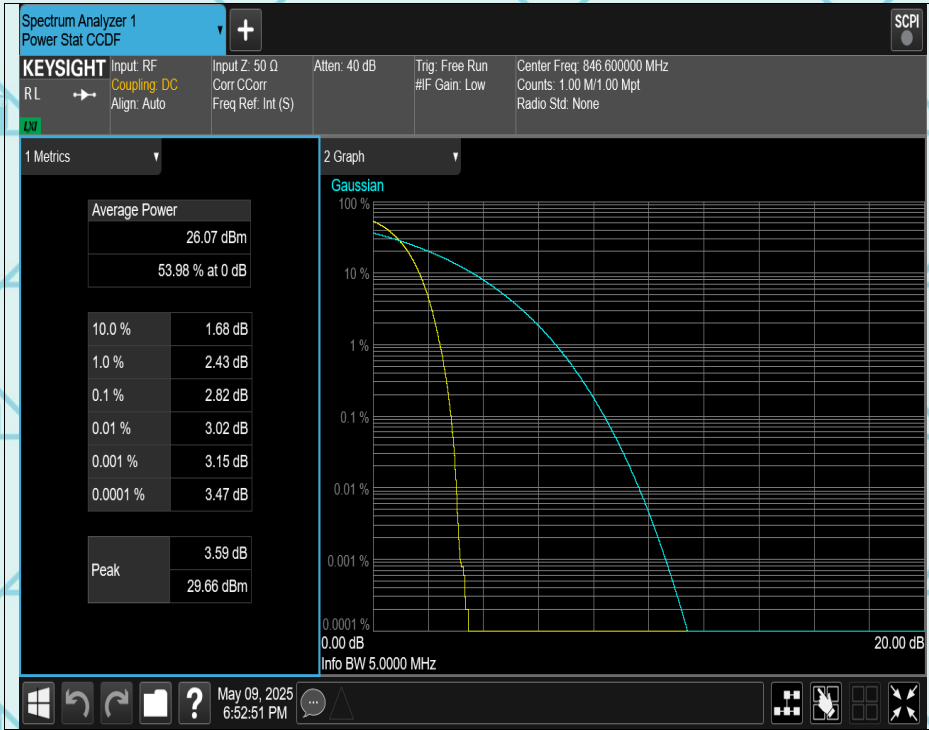 Spectrum Analyzer 1
Power Stat CCDF
+
SCPI
KEYSIGHT
RL
LXI
Input: RF
Coupling: DC
Align: Auto
Input Z: 50 Ω
Corr CCorr
Freq Ref: Int (S)
Atten: 40 dB
Trig: Free Run
#IF Gain: Low
Center Freq: 846.600000 MHz
Counts: 1.00 M/1.00 Mpt
Radio Std: None
1 Metrics
Average Power
26.07 dBm
53.98 % at 0 dB
10.0 % 1.68 dB
1.0 % 2.43 dB
0.1 % 2.82 dB
0.01 % 3.02 dB
0.001 % 3.15 dB
0.0001 % 3.47 dB
Peak
3.59 dB
29.66 dBm
2 Graph
Gaussian
100 %
10 %
1 %
0.1 %
0.01 %
0.001 %
0.0001 %
0.00 dB 20.00 dB
Info BW 5.0000 MHz
?
May 09, 2025
6:52:51 PM